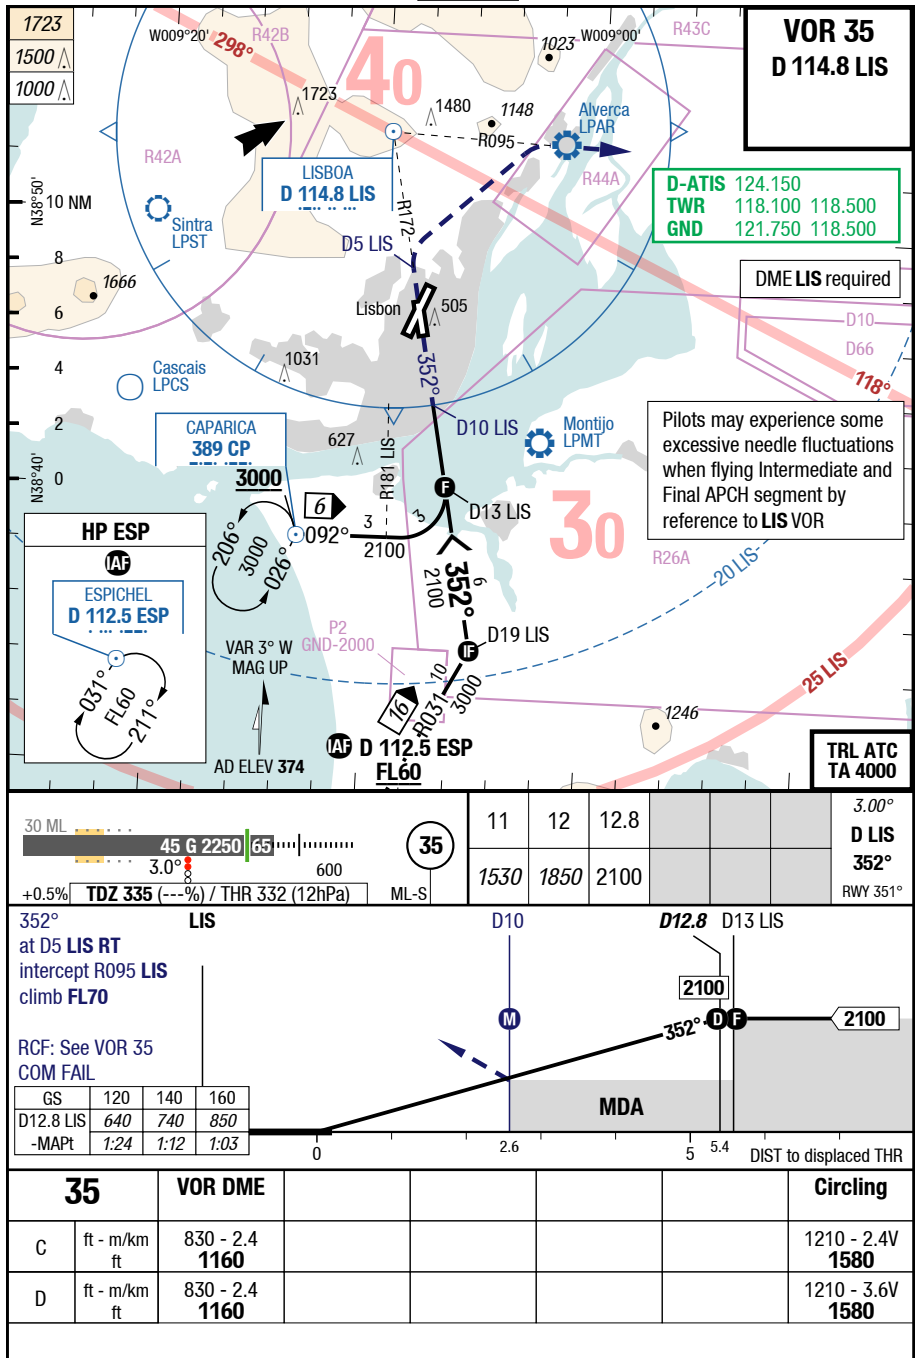 1723
1500
1000
W009°20'
298°
R42B
40
1023
W009°00'
R43C
VOR 35
D 114.8 LIS
1723
1480
1148
Alverca
LPAR
R095
R42A
LISBOA
D 114.8 LIS
R44A
D-ATIS 124.150
TWR 118.100 118.500
GND 121.750 118.500
N38°50'
10 NM
Sintra
LPST
R172
D5 LIS
8
1666
DME LIS required
6
Lisbon
505
D10
D66
4
1031
352°
118°
Cascais
LPCS
2
CAPARICA
389 CP
627
R181 LIS
D10 LIS
Montijo
LPMT
Pilots may experience some
excessive needle fluctuations
when flying Intermediate and
Final APCH segment by
reference to LIS VOR
N38°40'
0
3000
6
F
D13 LIS
30
HP ESP
IAF
206°
3000
026°
092°
3
2100
3
R26A
20 LIS
ESPICHEL
D 112.5 ESP
352°
6
2100
D19 LIS
IF
P2
GND-2000
VAR 3° W
MAG UP
031°
FL60
211°
16
R031
10
3000
25 LIS
1246
IAF D 112.5 ESP
FL60
AD ELEV 374
TRL ATC
TA 4000
30 ML
45 G 2250 65
3.0°
600
+0.5%
TDZ 335 (---%) / THR 332 (12hPa)
35
ML-S
11 12 12.8
1530 1850 2100
3.00°
D LIS
352°
RWY 351°
352°
at D5 LIS RT
intercept R095 LIS
climb FL70
LIS
D10
D12.8
D13 LIS
2100
M
352°
D F
2100
RCF: See VOR 35
COM FAIL
MDA
GS 120 140 160
D12.8 LIS 640 740 850
-MAPt 1:24 1:12 1:03
0 2.6 5 5.4
DIST to displaced THR
35 VOR DME Circling
C ft - m/km 830 - 2.4 1210 - 2.4V
ft 1160 1580
D ft - m/km 830 - 2.4 1210 - 3.6V
ft 1160 1580